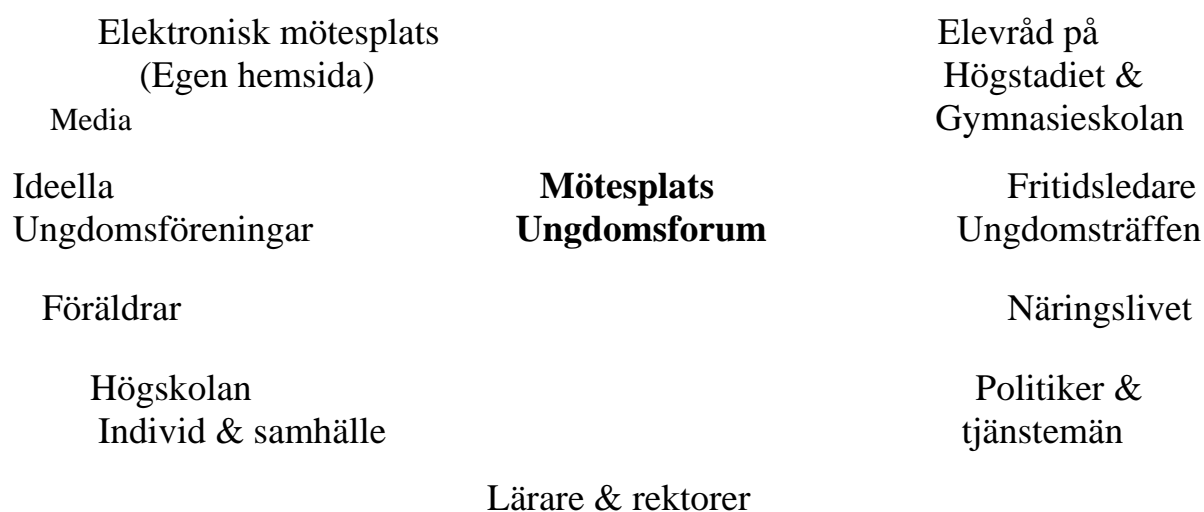 Elektronisk mötesplats
(Egen hemsida)
Media
Elevråd på
Högstadiet &
Gymnasieskolan
Ideella
Ungdomsföreningar
Mötesplats
Ungdomsforum
Fritidsledare
Ungdomsträffen
Föräldrar
Näringslivet
Högskolan
Individ & samhälle
Politiker &
tjänstemän
Lärare & rektorer